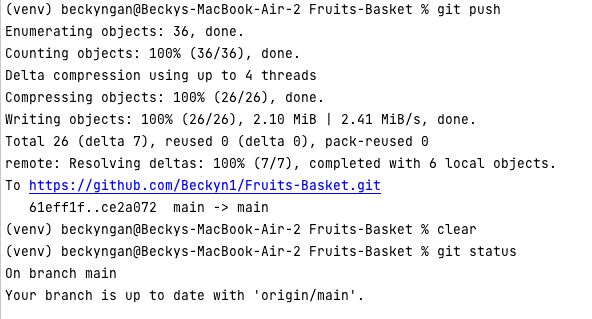 (venv) beckyngan@Beckys-MacBook-Air-2 Fruits-Basket % git push
Enumerating objects: 36, done.
Counting objects: 100% (36/36), done.
Delta compression using up to 4 threads
Compressing objects: 100% (26/26), done.
Writing objects: 100% (26/26), 2.10 MiB | 2.41 MiB/s, done.
Total 26 (delta 7), reused 0 (delta 0), pack-reused 0
remote: Resolving deltas: 100% (7/7), completed with 6 local objects.
To https://github.com/Beckyn1/Fruits-Basket.git
   61eff1f..ce2a072  main -> main
(venv) beckyngan@Beckys-MacBook-Air-2 Fruits-Basket % clear
(venv) beckyngan@Beckys-MacBook-Air-2 Fruits-Basket % git status
On branch main
Your branch is up to date with 'origin/main'.